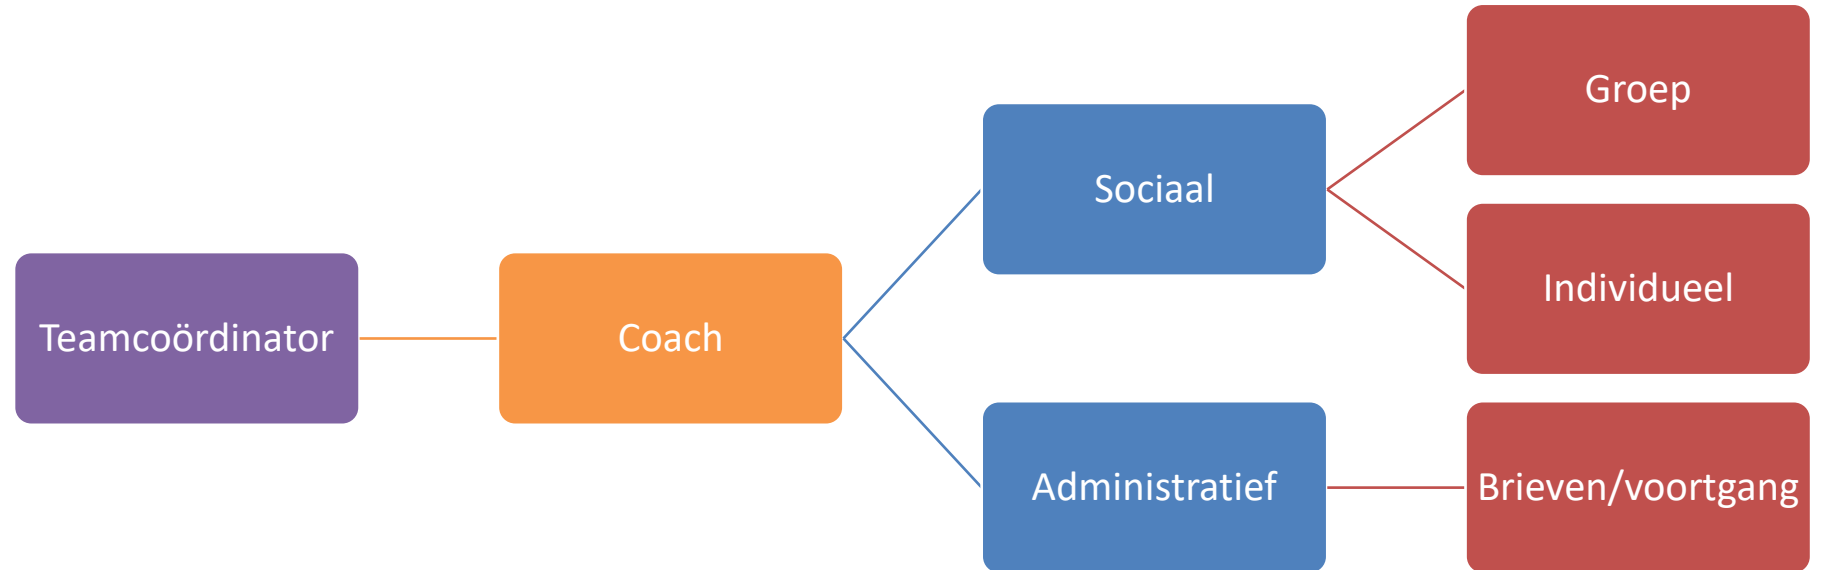 Teamcoördinator
Coach
Sociaal
Administratief
Groep
Individueel
Brieven/voortgang